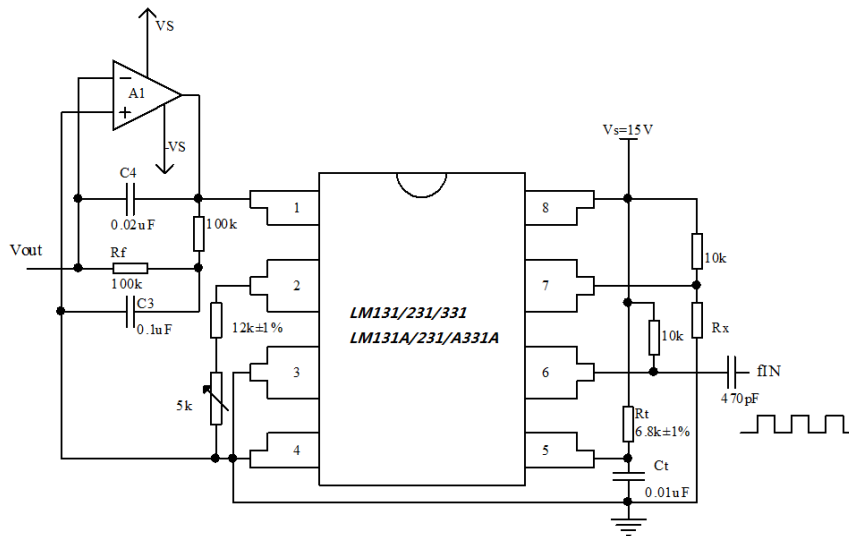 VS
A1
-VS
Vs=15V
C4
0.02uF
1
8
100k
Vout
Rf
100k
10k
2
7
C3
0.1uF
12k±1%
LM131/231/331
LM131A/231/A331A
Rx
10k
3
6
fIN
470pF
5k
Rt
6.8k±1%
4
5
Ct
0.01uF